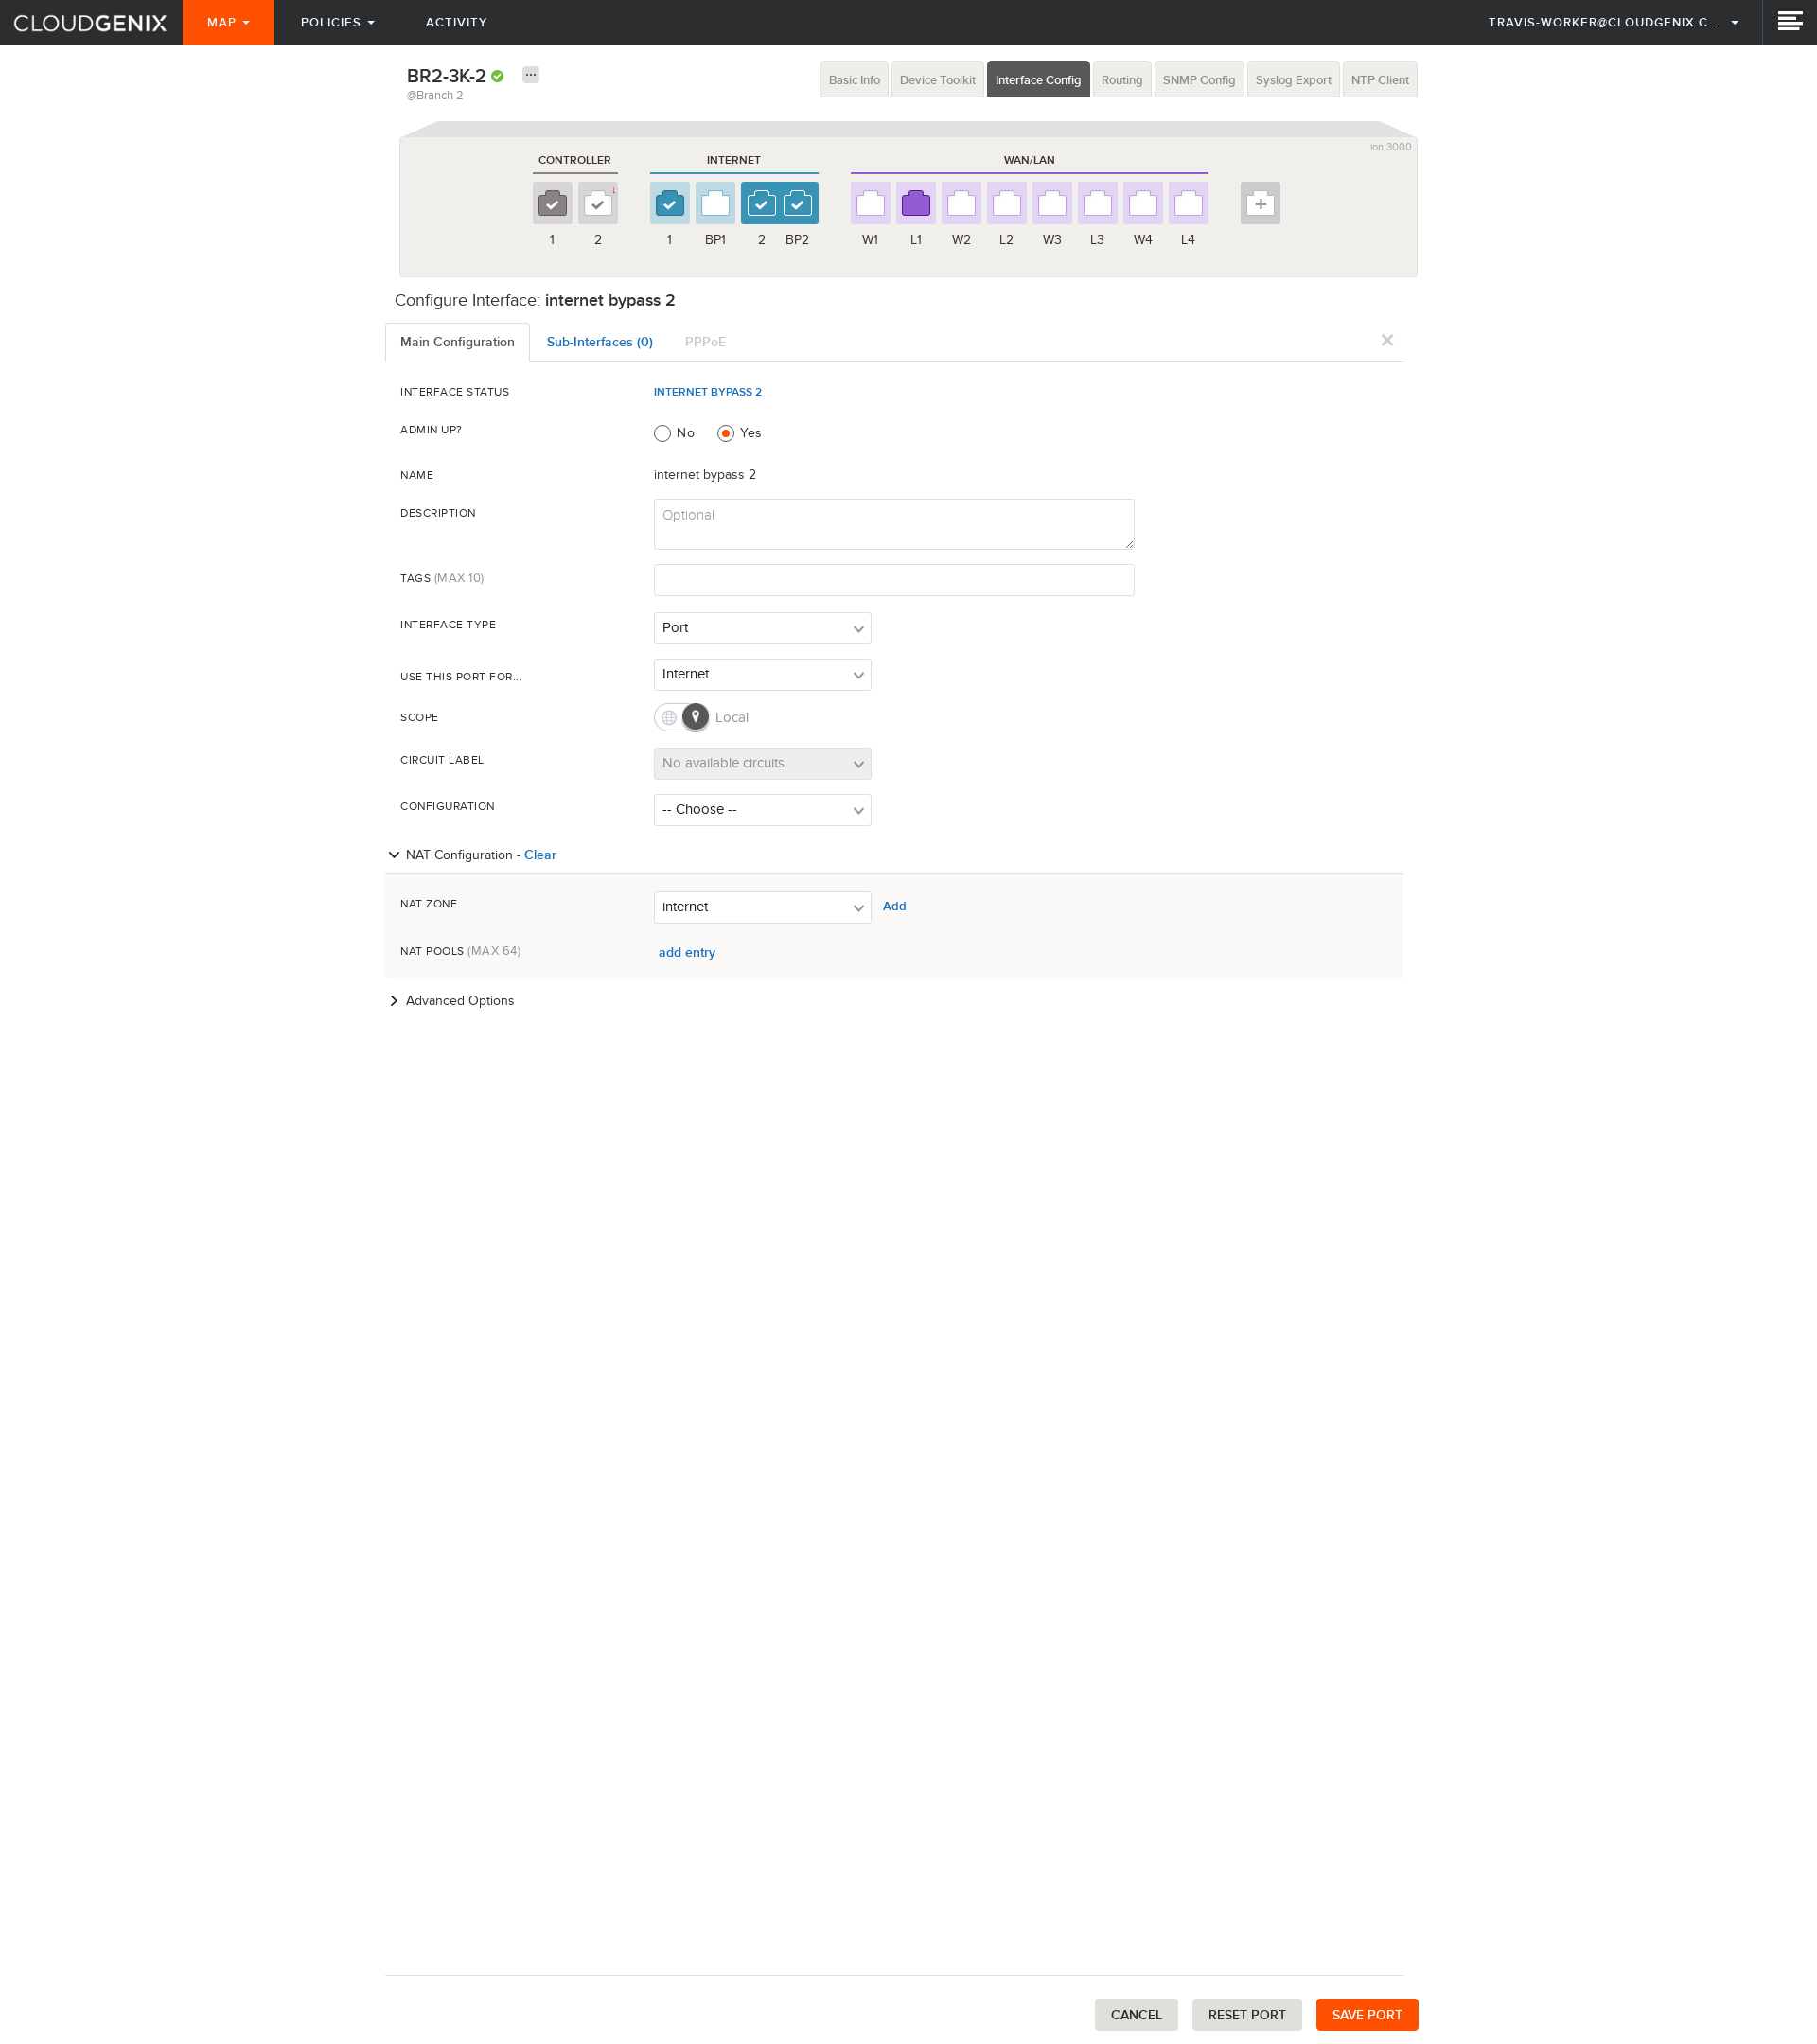 CLOUDGENIX MAP POLICIES ACTIVITY TRAVIS-WORKER@CLOUDGENIX.C...
BR2-3K-2
@Branch 2
Basic Info Device Toolkit Interface Config Routing SNMP Config Syslog Export NTP Client
ion 3000
CONTROLLER INTERNET WAN/LAN
1 2 1 BP1 2 BP2 W1 L1 W2 L2 W3 L3 W4 L4
Configure Interface: internet bypass 2
Main Configuration Sub-Interfaces (0) PPPoE
INTERFACE STATUS INTERNET BYPASS 2
ADMIN UP? No Yes
NAME internet bypass 2
DESCRIPTION Optional
TAGS (MAX 10)
INTERFACE TYPE Port
USE THIS PORT FOR... Internet
SCOPE Local
CIRCUIT LABEL No available circuits
CONFIGURATION -- Choose --
NAT Configuration - Clear
NAT ZONE internet Add
NAT POOLS (MAX 64) add entry
Advanced Options
CANCEL RESET PORT SAVE PORT